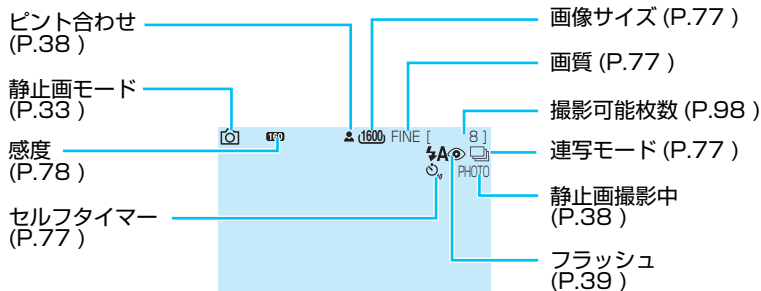 ピント合わせ
(P.38 )
静止画モード
(P.33 )
感度
(P.78 )
セルフタイマー
(P.77 )
160
1600 FINE [ 8 ]
A
PHOTO
画像サイズ (P.77 )
画質 (P.77 )
撮影可能枚数 (P.98 )
連写モード (P.77 )
静止画撮影中
(P.38 )
フラッシュ
(P.39 )